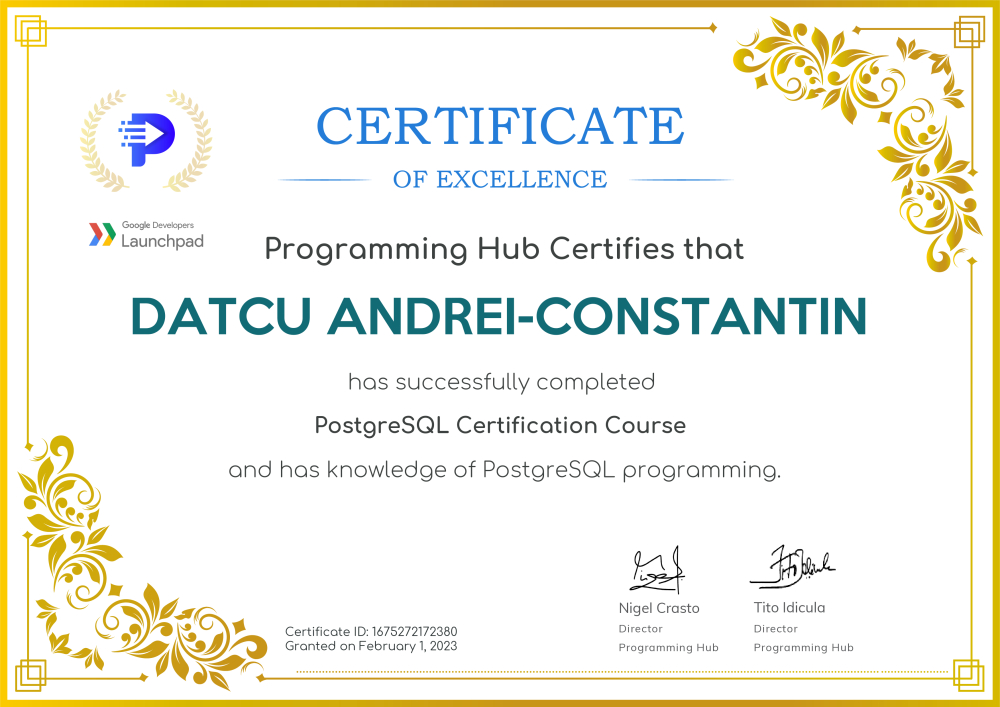 CERTIFICATE
OF EXCELLENCE
Google Developers
Launchpad
Programming Hub Certifies that
DATCU ANDREI-CONSTANTIN
has successfully completed
PostgreSQL Certification Course
and has knowledge of PostgreSQL programming.
Certificate ID: 1675272172380
Granted on February 1, 2023
Nigel Crasto
Director
Programming Hub
Tito Idicula
Director
Programming Hub